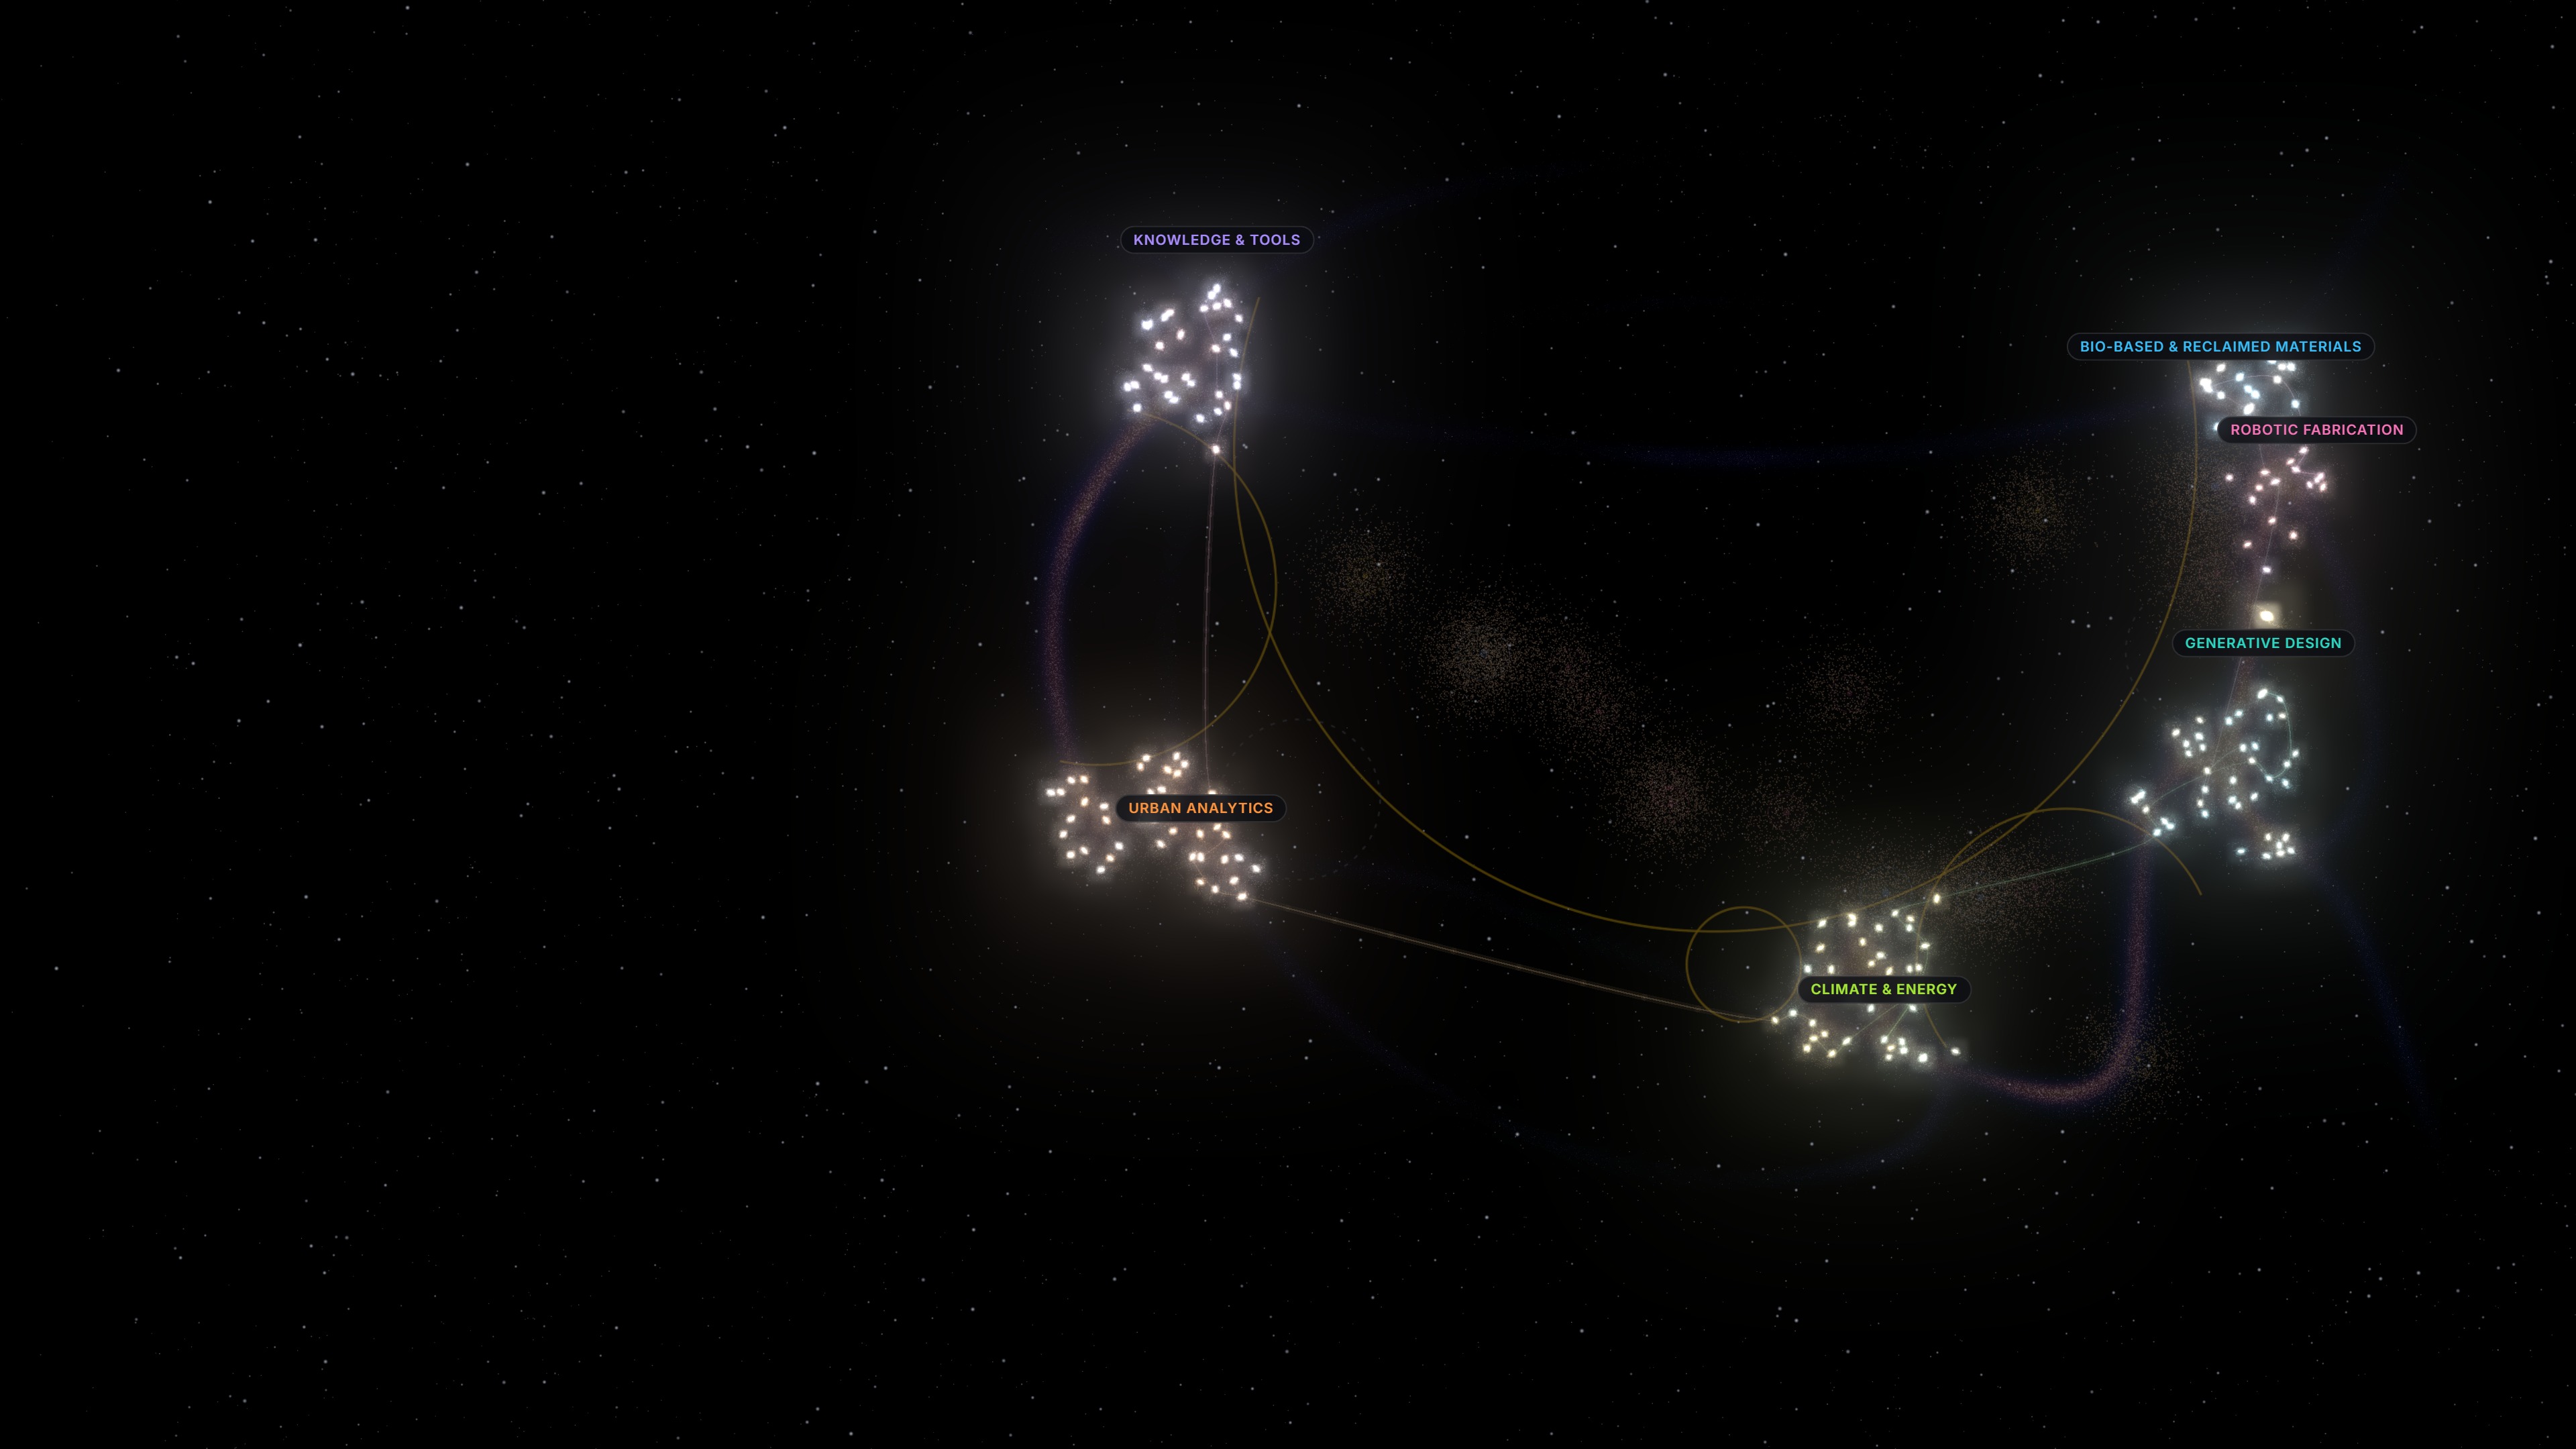 KNOWLEDGE & TOOLS
BIO-BASED & RECLAIMED MATERIALS
ROBOTIC FABRICATION
GENERATIVE DESIGN
URBAN ANALYTICS
CLIMATE & ENERGY